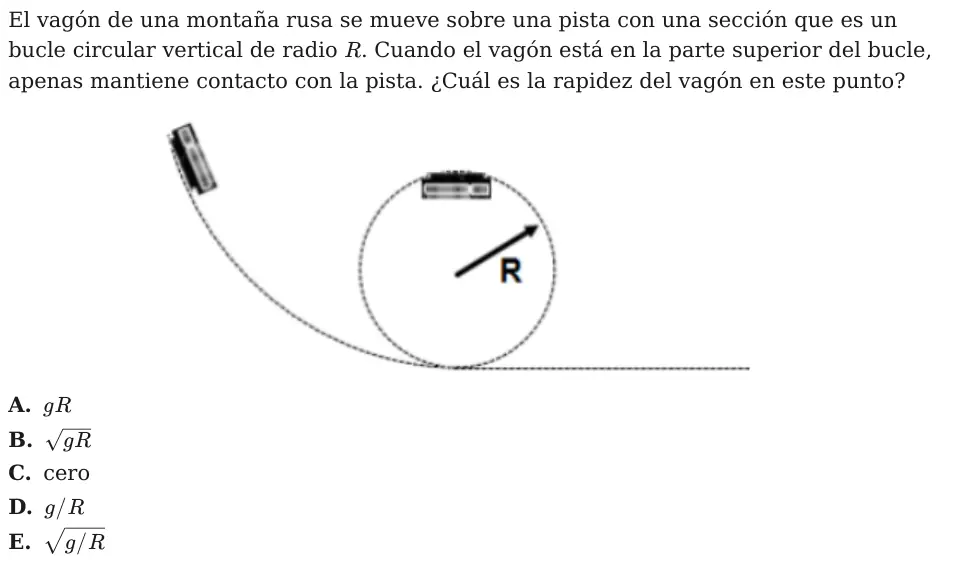 El vagón de una montaña rusa se mueve sobre una pista con una sección que es un
bucle circular vertical de radio R. Cuando el vagón está en la parte superior del bucle,
apenas mantiene contacto con la pista. ¿Cuál es la rapidez del vagón en este punto?
R
A. gR
B. √gR
C. cero
D. g/R
E. √g/R